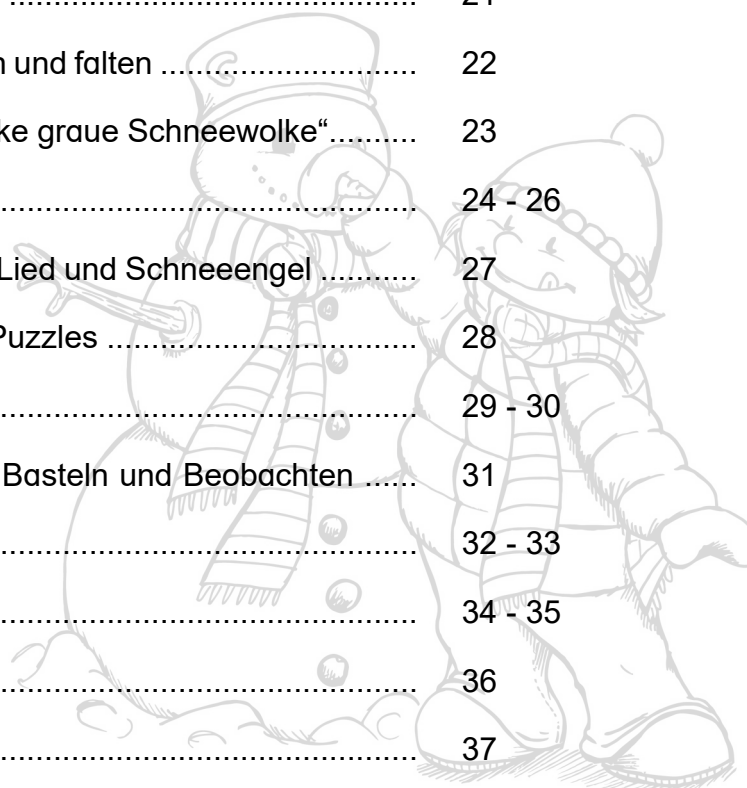 ............................................... 21
n und falten ............................ 22
ke graue Schneewolke“.......... 23
............................................... 24 - 26
Lied und Schneeengel ........... 27
Puzzles .................................. 28
............................................... 29 - 30
Basteln und Beobachten ...... 31
............................................... 32 - 33
............................................... 34 - 35
............................................... 36
............................................... 37